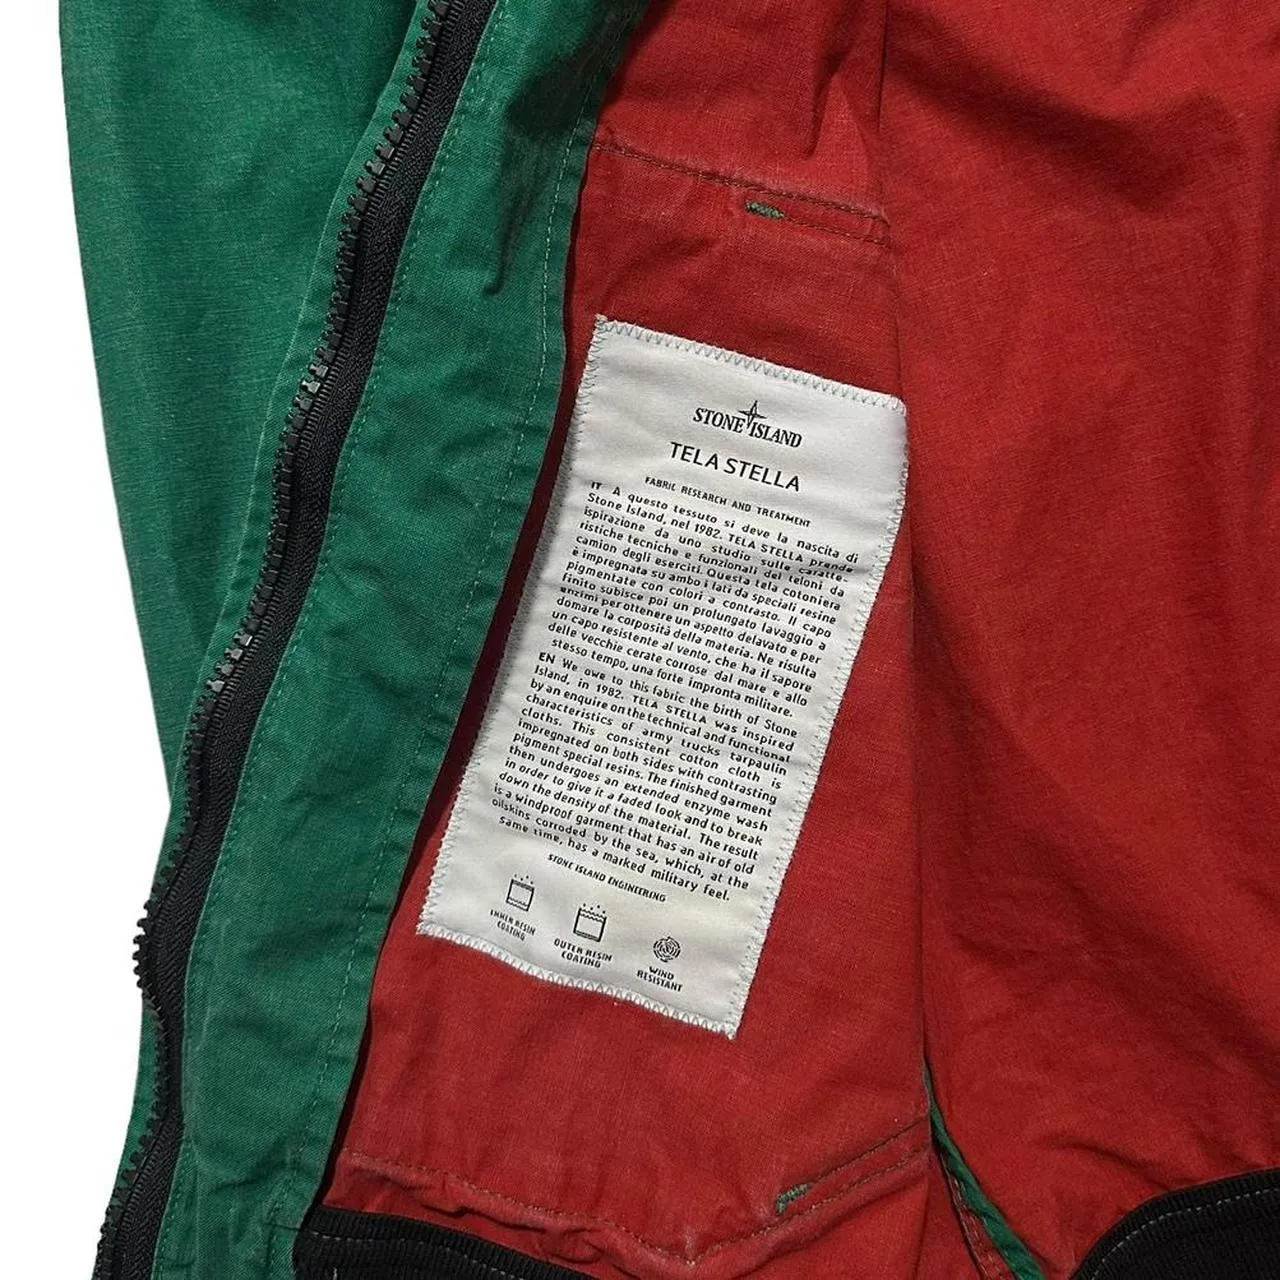 STONE ISLAND
TELA STELLA
FABRIC RESEARCH AND TREATMENT
IT A questo tessuto si deve la nascita di
Stone Island, nel 1982. TELA STELLA prende
ispirazione da uno studio sulle caratte-
ristiche tecniche e funzionali dei teloni da
camion degli eserciti. Questa tela cotoniera
è impregnata su ambo i lati da speciali resine
pigmentate con colori a contrasto. Il capo
finito subisce poi un prolungato lavaggio a
enzimi per ottenere un aspetto delavato e per
domare la corposità della materia. Ne risulta
un capo resistente al vento, che ha il sapore
delle vecchie cerate corrose dal mare e allo
stesso tempo, una forte impronta militare.
EN We owe to this fabric the birth of Stone
Island, in 1982. TELA STELLA was inspired
by an enquire on the technical and functional
characteristics of army trucks tarpaulin
cloths. This consistent cotton cloth is
impregnated on both sides with contrasting
pigment special resins. The finished garment
then undergoes an extended enzyme wash
in order to give it a faded look and to break
down the density of the material. The result
is a windproof garment that has an air of old
oilskins corroded by the sea, which, at the
same time, has a marked military feel.
STONE ISLAND ENGINEERING
INNER RESIN
COATING
OUTER RESIN
COATING
WIND
RESISTANT